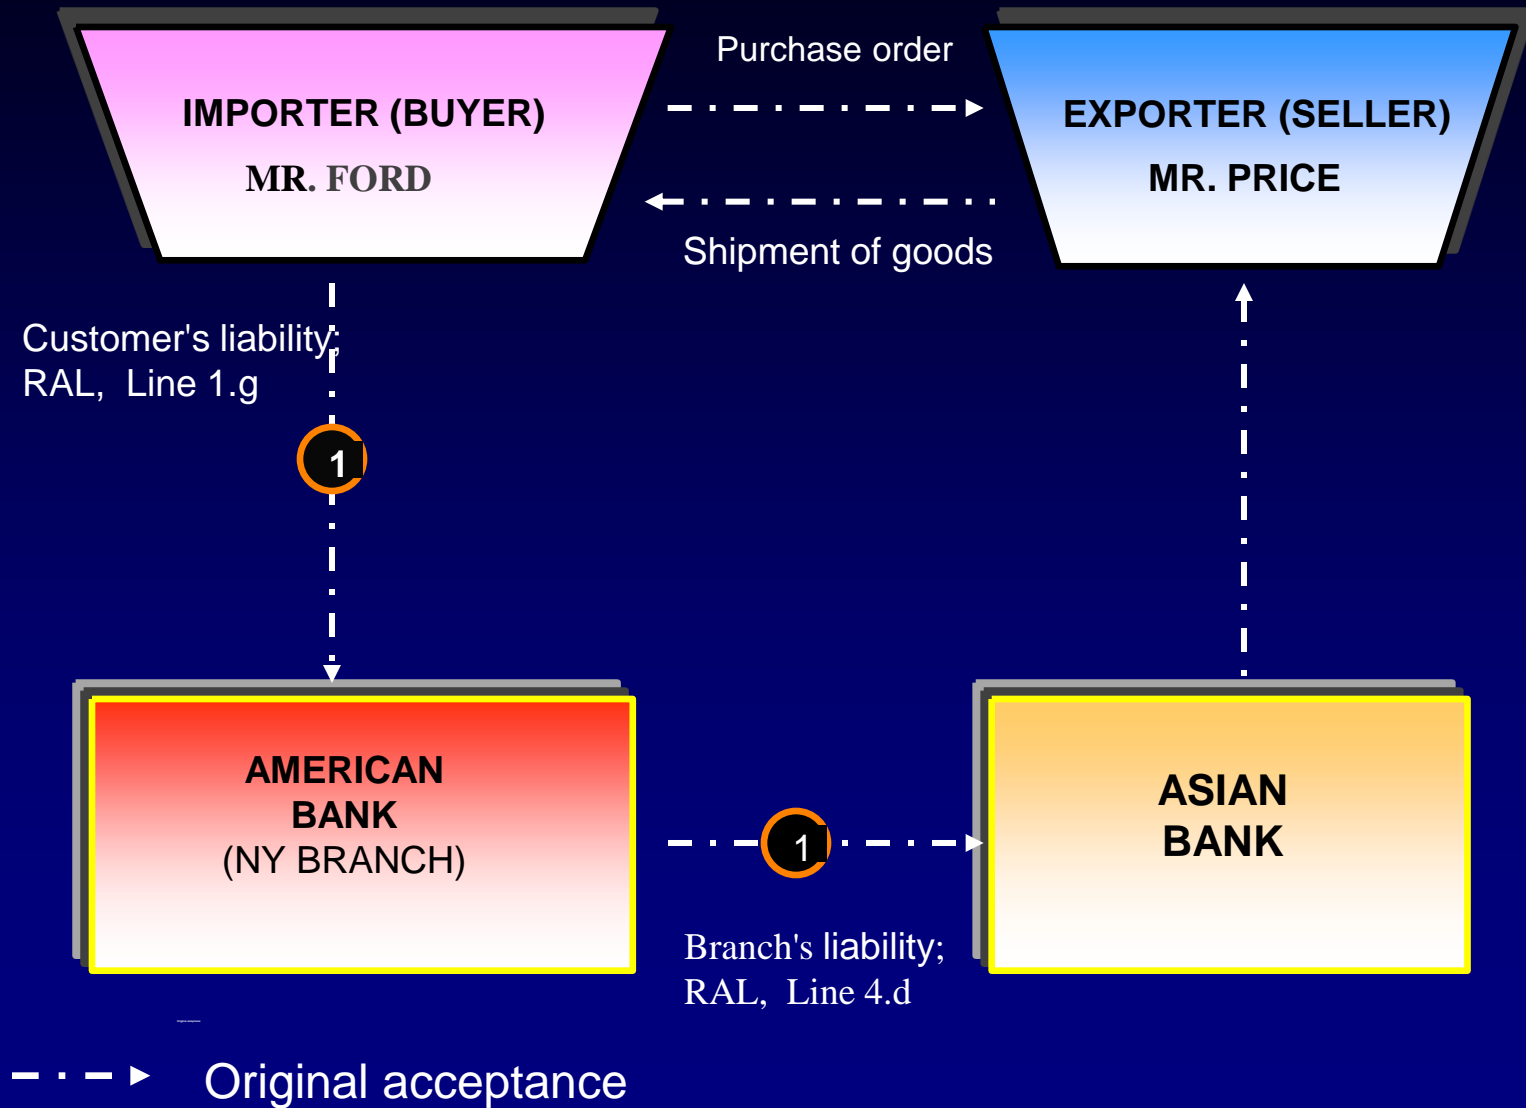 Purchase order
IMPORTER (BUYER)
MR. FORD
EXPORTER (SELLER)
MR. PRICE
Shipment of goods
Customer's liability;
RAL, Line 1.g
1
AMERICAN
BANK
(NY BRANCH)
1
ASIAN
BANK
Branch's liability;
RAL, Line 4.d
Original acceptance